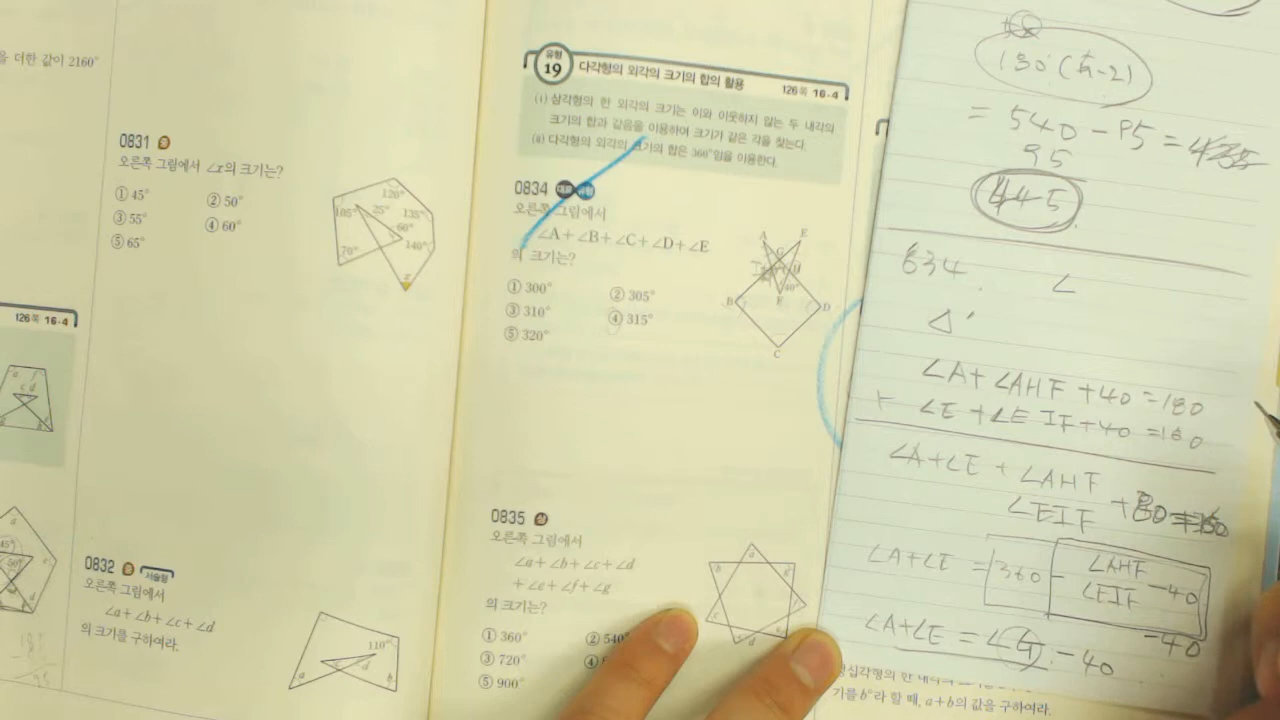 을 더한 값이 2160°
126쪽 16-4
0831 중
오른쪽 그림에서 ∠x의 크기는?
① 45° ② 50°
③ 55° ④ 60°
⑤ 65°
120°
105° 25° 135°
60°
70° 140°
x
0832 중 서술형
오른쪽 그림에서
∠a+∠b+∠c+∠d
의 크기를 구하여라.
110°
c d
a b
유형
19 다각형의 외각의 크기의 합의 활용 126쪽 16-4
(i) 삼각형의 한 외각의 크기는 이와 이웃하지 않는 두 내각의
크기의 합과 같음을 이용하여 크기가 같은 각을 찾는다.
(ii) 다각형의 외각의 크기의 합은 360°임을 이용한다.
0834 대표 유형
오른쪽 그림에서
∠A+∠B+∠C+∠D+∠E
의 크기는?
① 300° ② 305°
③ 310° ④ 315°
⑤ 320°
A E
G
I H
40°
B F D
C
0835 상
오른쪽 그림에서
∠a+∠b+∠c+∠d
+∠e+∠f+∠g
의 크기는?
① 360° ② 540°
③ 720°
⑤ 900°
a
b g
c
d e
= 540 - 95 =
95
445
634
∠
△
∠A+∠AHF+40=180
+ ∠E+∠EIF+40=180
∠A+∠E+∠AHF
∠EIF +80
∠A+∠E = 360 - ∠AHF
∠EIF -40
-40
-40
기를 b°라 할 때, a+b의 값을 구하여라.